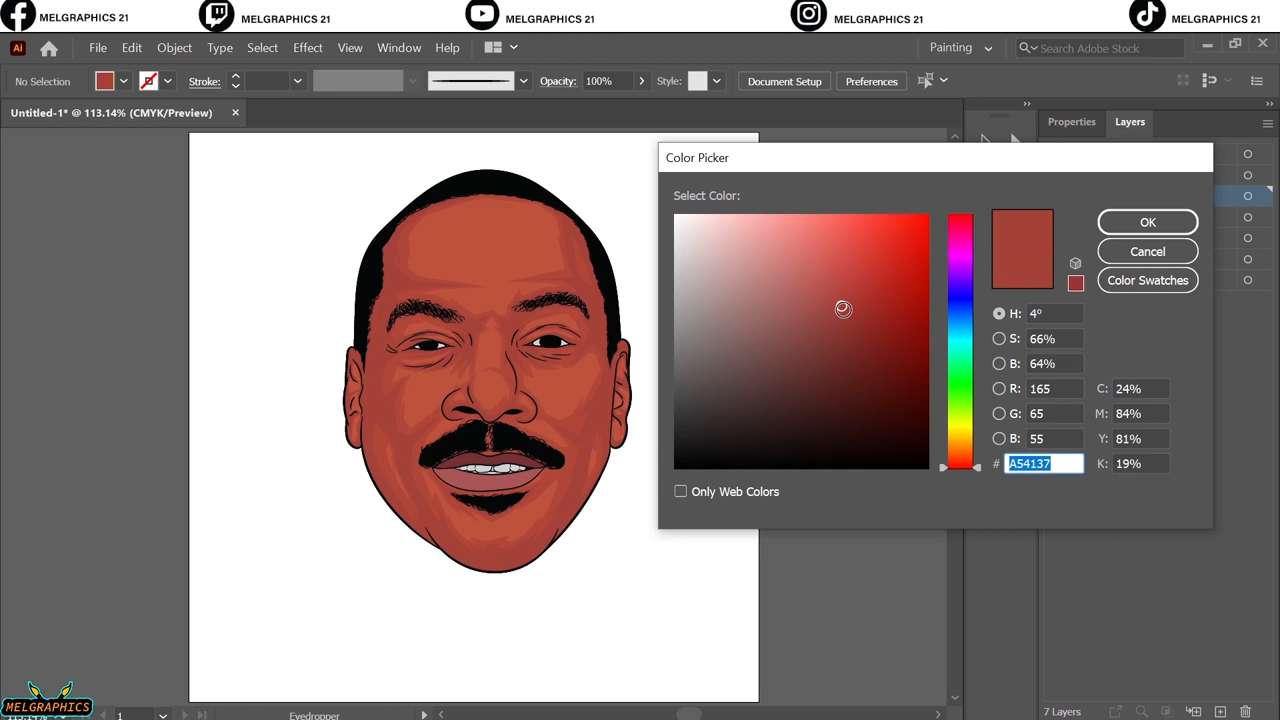 MELGRAPHICS 21 MELGRAPHICS 21 MELGRAPHICS 21 MELGRAPHICS 21 MELGRAPHICS 21
Ai File Edit Object Type Select Effect View Window Help Painting Search Adobe Stock
No Selection Stroke: Opacity: 100% Style: Document Setup Preferences
Untitled-1* @ 113.14% (CMYK/Preview)
Properties Layers
Color Picker
Select Color:
OK
Cancel
Color Swatches
H: 4°
S: 66%
B: 64%
R: 165 C: 24%
G: 65 M: 84%
B: 55 Y: 81%
# A54137 K: 19%
Only Web Colors
MELGRAPHICS
1 Eyedropper 7 Layers